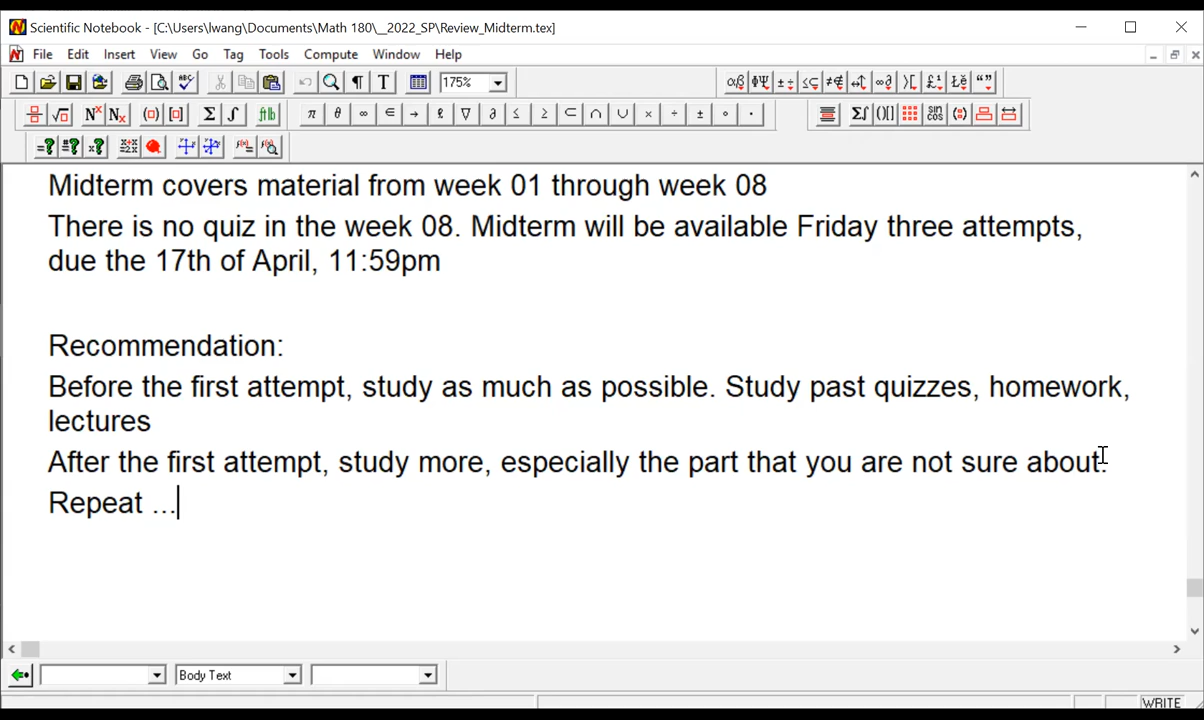 Scientific Notebook - [C:\Users\lwang\Documents\Math 180\__2022_SP\Review_Midterm.tex]
File Edit Insert View Go Tag Tools Compute Window Help
175%
Midterm covers material from week 01 through week 08
There is no quiz in the week 08. Midterm will be available Friday three attempts,
due the 17th of April, 11:59pm
Recommendation:
Before the first attempt, study as much as possible. Study past quizzes, homework,
lectures
After the first attempt, study more, especially the part that you are not sure about.
Repeat ...
Body Text
WRITE